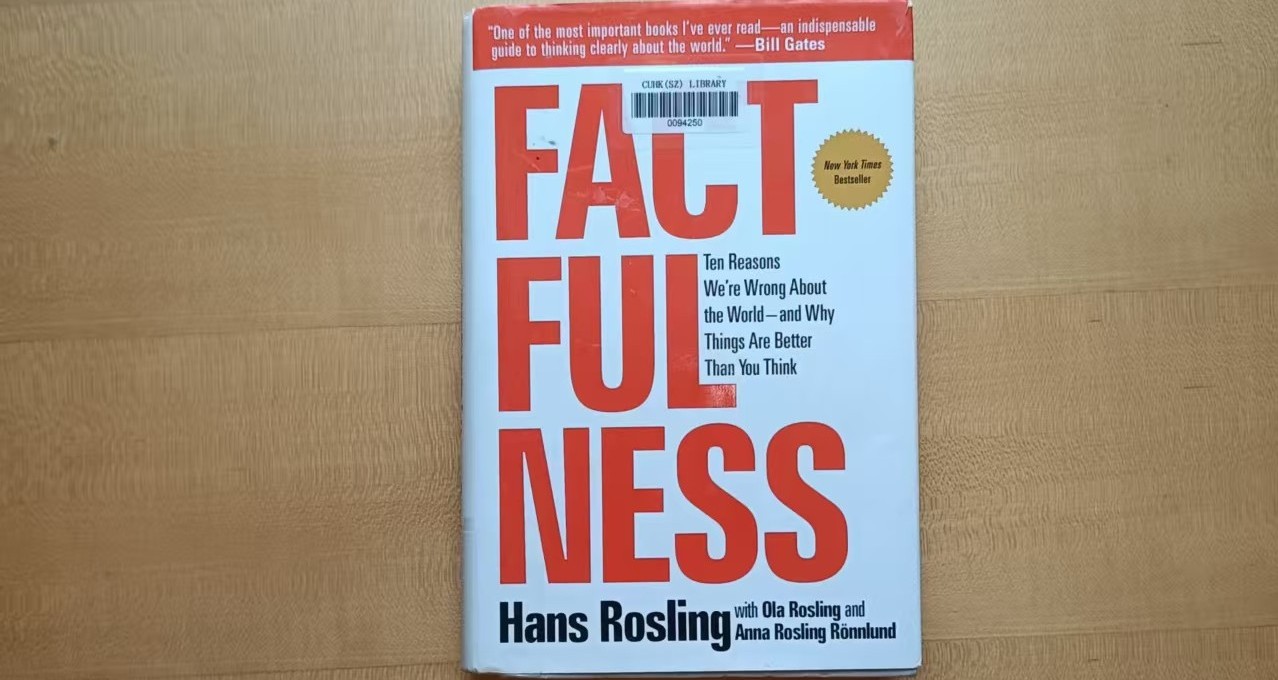 "One of the most important books I've ever read—an indispensable
guide to thinking clearly about the world." —Bill Gates
CUHK(SZ) LIBRARY
0094250
FACT
New York Times
Bestseller
FUL
Ten Reasons
We're Wrong About
the World—and Why
Things Are Better
Than You Think
NESS
Hans Rosling with Ola Rosling and
Anna Rosling Rönnlund